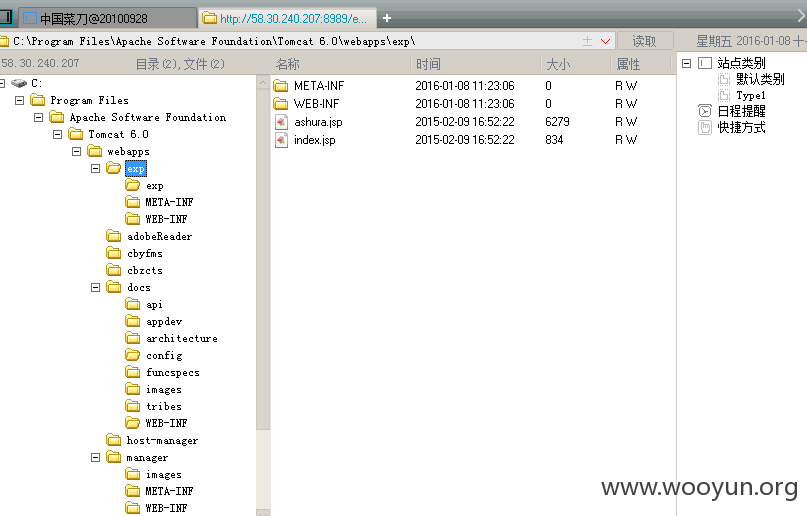 中国菜刀@20100928
http://58.30.240.207:8989/e...
C:\Program Files\Apache Software Foundation\Tomcat 6.0\webapps\exp\
读取
星期五 2016-01-08 十一
58.30.240.207
目录(2),文件(2)
名称 时间 大小 属性
C:
Program Files
Apache Software Foundation
Tomcat 6.0
webapps
exp
exp
META-INF
WEB-INF
adobeReader
cbyfms
cbzcts
docs
api
appdev
architecture
config
funcspecs
images
tribes
WEB-INF
host-manager
manager
images
META-INF
WEB-INF
META-INF 2016-01-08 11:23:06 0 R W
WEB-INF 2016-01-08 11:23:06 0 R W
ashura.jsp 2015-02-09 16:52:22 6279 R W
index.jsp 2015-02-09 16:52:22 834 R W
站点类别
默认类别
Type1
日程提醒
快捷方式
www.wooyun.org